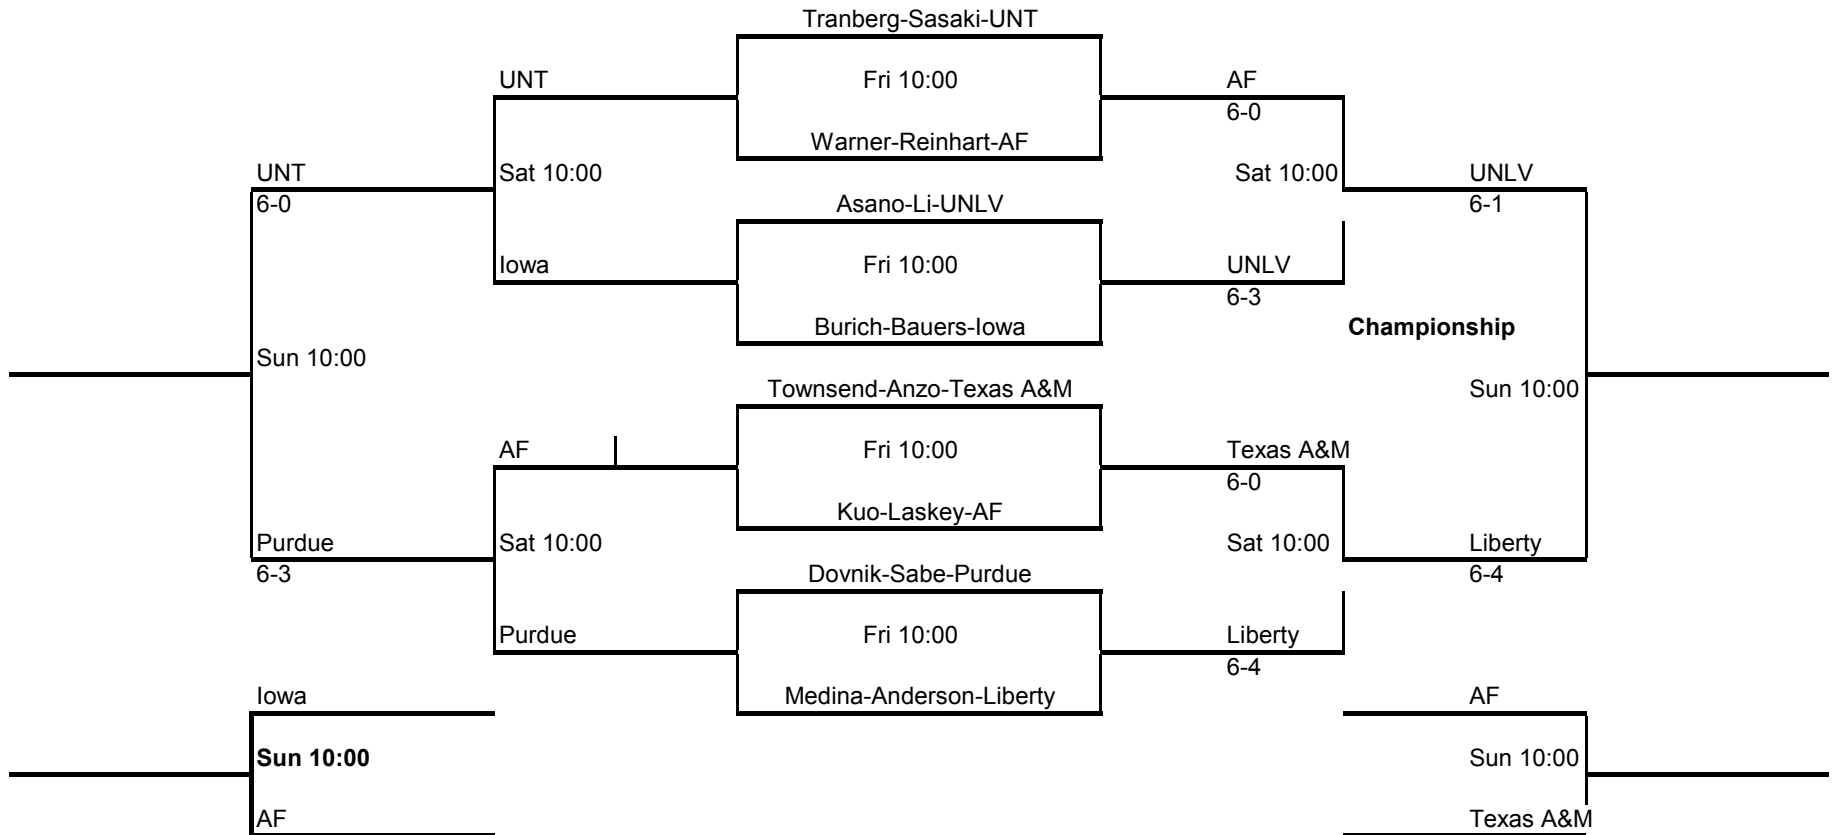 Tranberg-Sasaki-UNT
UNT
Fri 10:00
AF
6-0
Warner-Reinhart-AF
UNT
Sat 10:00
Sat 10:00
UNLV
6-0
Asano-Li-UNLV
6-1
Iowa
Fri 10:00
UNLV
6-3
Burich-Bauers-Iowa
Championship
Sun 10:00
Townsend-Anzo-Texas A&M
Sun 10:00
AF
Fri 10:00
Texas A&M
6-0
Kuo-Laskey-AF
Purdue
Sat 10:00
Sat 10:00
Liberty
6-3
Dovnik-Sabe-Purdue
6-4
Purdue
Fri 10:00
Liberty
6-4
Iowa
Medina-Anderson-Liberty
AF
Sun 10:00
Sun 10:00
AF
Texas A&M